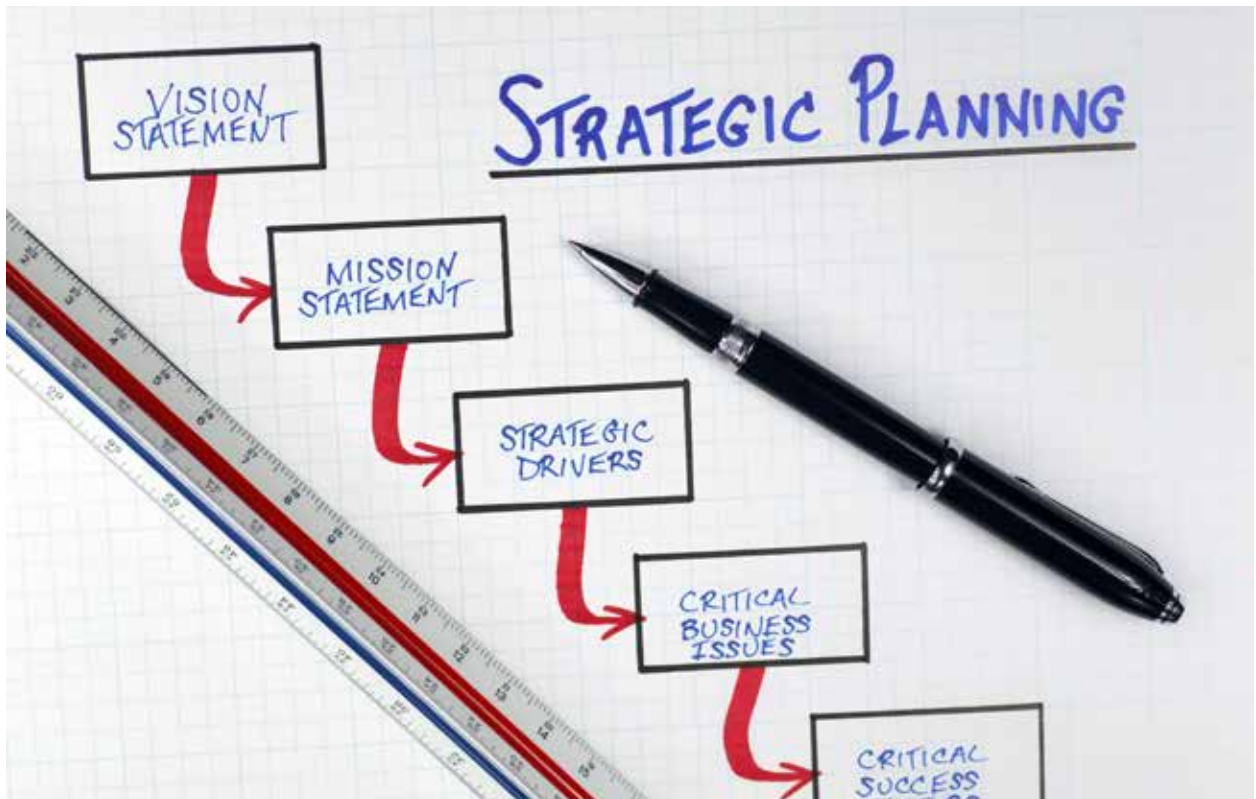 STRATEGIC PLANNING
VISION
STATEMENT
MISSION
STATEMENT
STRATEGIC
DRIVERS
CRITICAL
BUSINESS
ISSUES
CRITICAL
SUCCESS